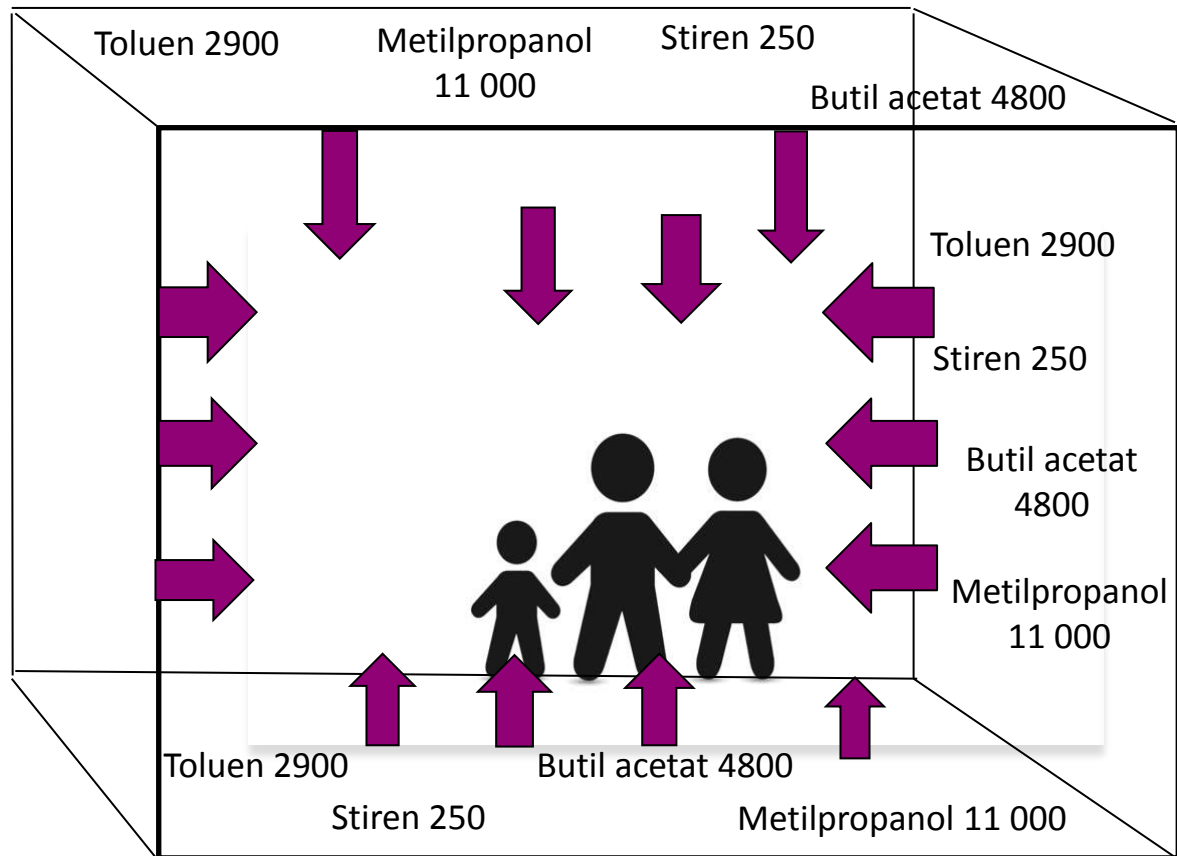 Toluen 2900
Metilpropanol
11 000
Stiren 250
Butil acetat 4800
Toluen 2900
Stiren 250
Butil acetat
4800
Metilpropanol
11 000
Toluen 2900
Butil acetat 4800
Stiren 250
Metilpropanol 11 000